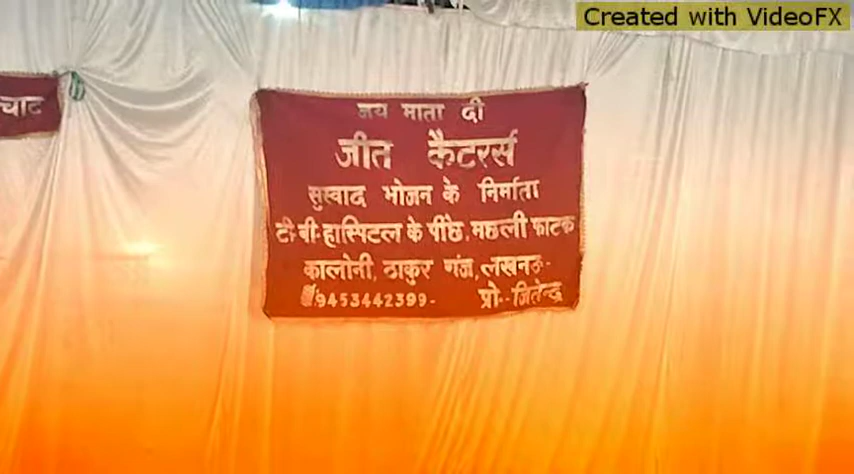 Created with VideoFX
चाट
जय माता दी
जीत कैटरर्स
सुस्वाद भोजन के निर्माता
टी.बी.हास्पिटल के पीछे, मछली फाटक
कालोनी, ठाकुर गंज, लखनऊ-
9453442399- प्रो--जितेन्द्र